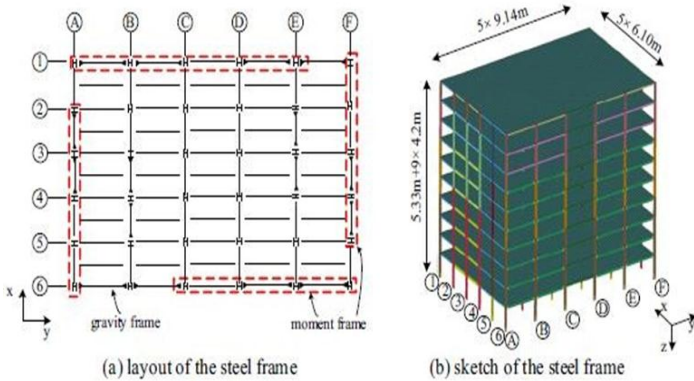 A B C D E F
1
2
3
4
5
6
x
y
gravity frame
moment frame
(a) layout of the steel frame
5×9.14m
5×6.10m
5.33m+9×4.2m
1 2 3 4 5 6
A B C D E F
x
y
z
(b) sketch of the steel frame